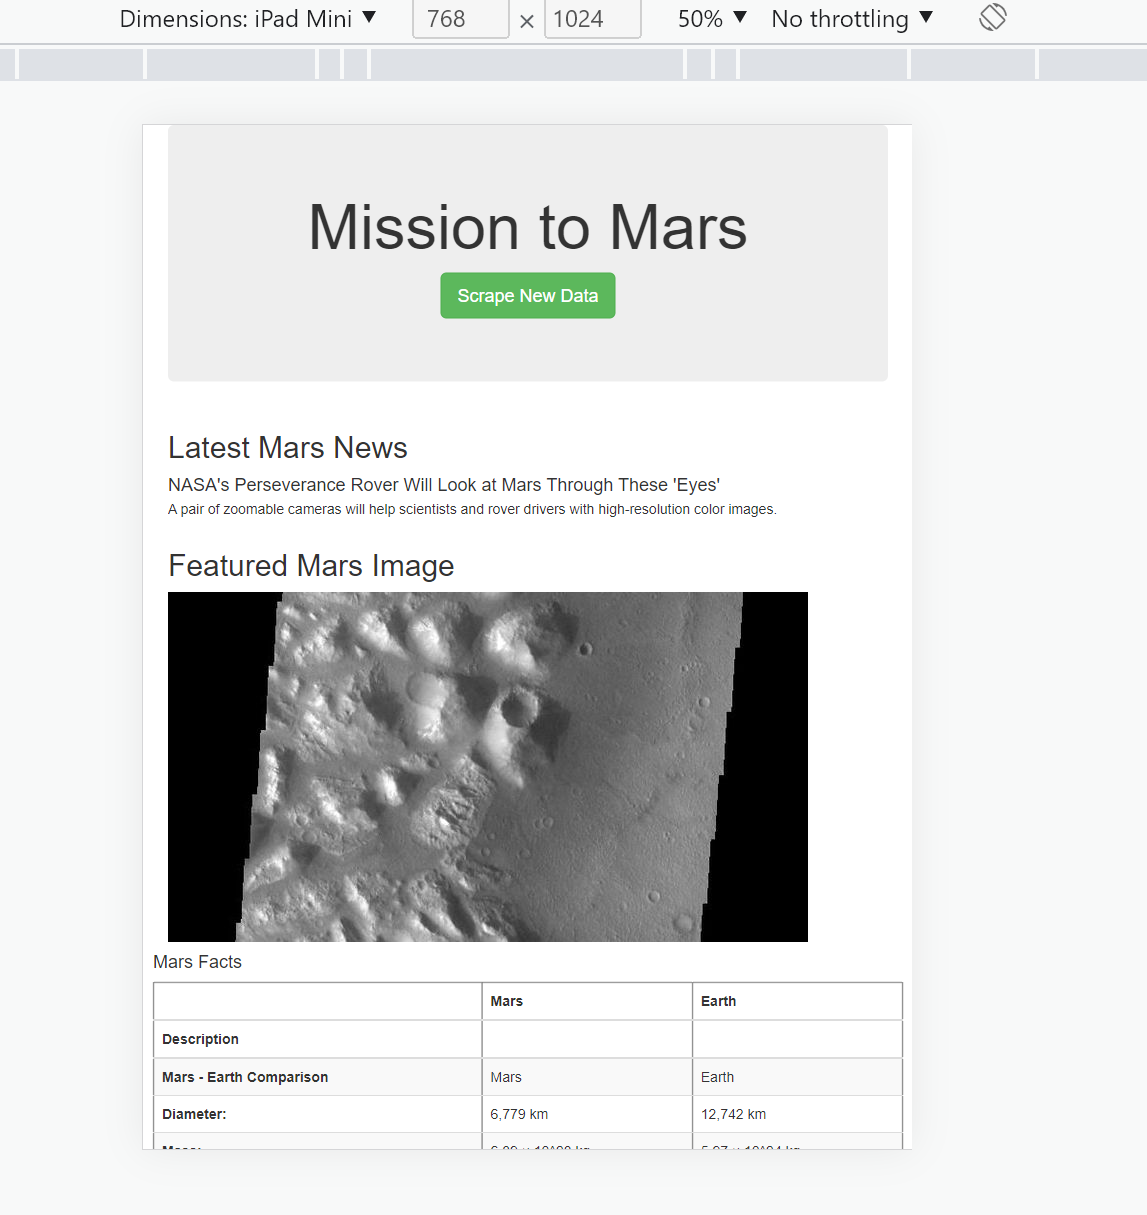 Dimensions: iPad Mini ▼ 768 × 1024 50% ▼ No throttling ▼
Mission to Mars
Scrape New Data
Latest Mars News
NASA's Perseverance Rover Will Look at Mars Through These 'Eyes'
A pair of zoomable cameras will help scientists and rover drivers with high-resolution color images.
Featured Mars Image
Mars Facts
Mars Earth
Description
Mars - Earth Comparison Mars Earth
Diameter: 6,779 km 12,742 km